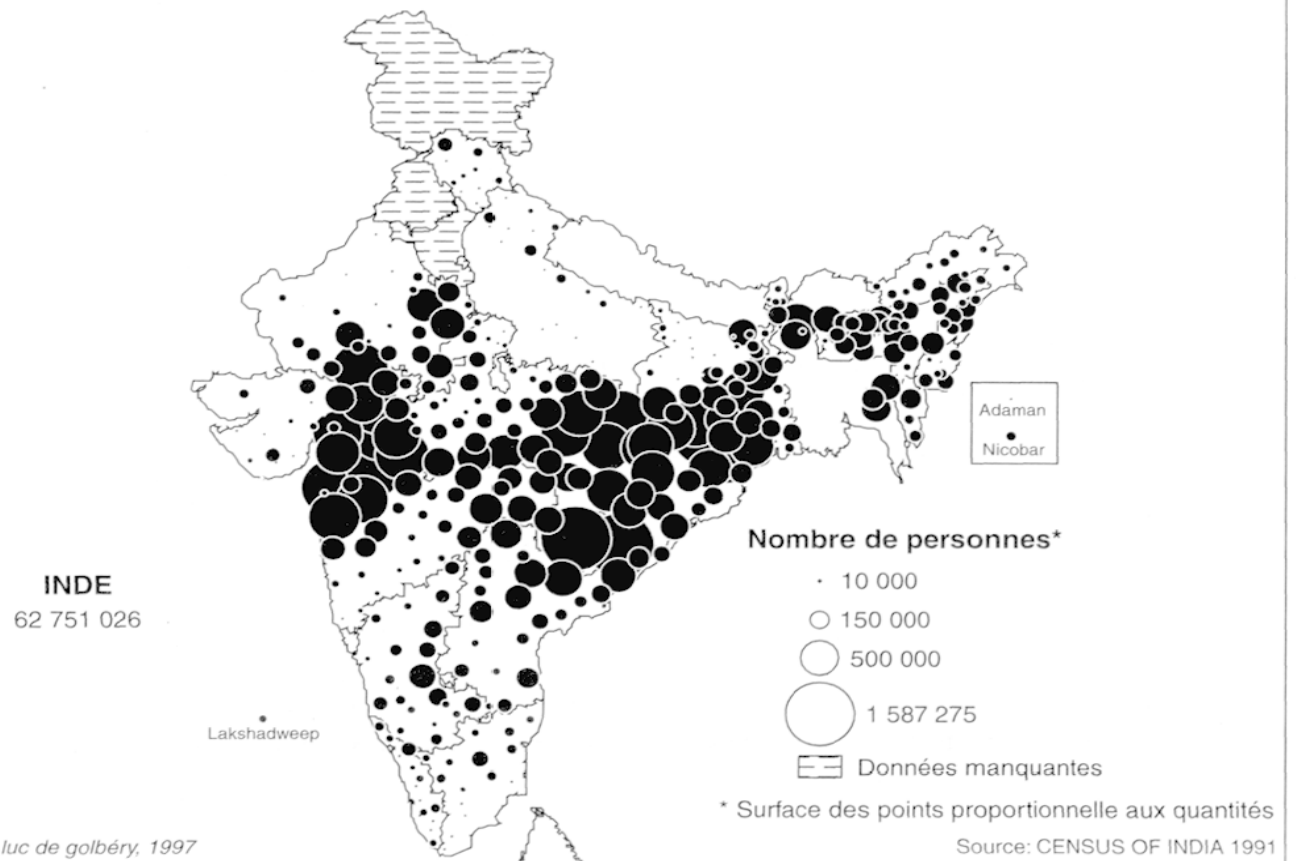 Adaman
Nicobar
Nombre de personnes*
10 000
150 000
500 000
1 587 275
Données manquantes
* Surface des points proportionnelle aux quantités
Source: CENSUS OF INDIA 1991
INDE
62 751 026
Lakshadweep
luc de golbéry, 1997